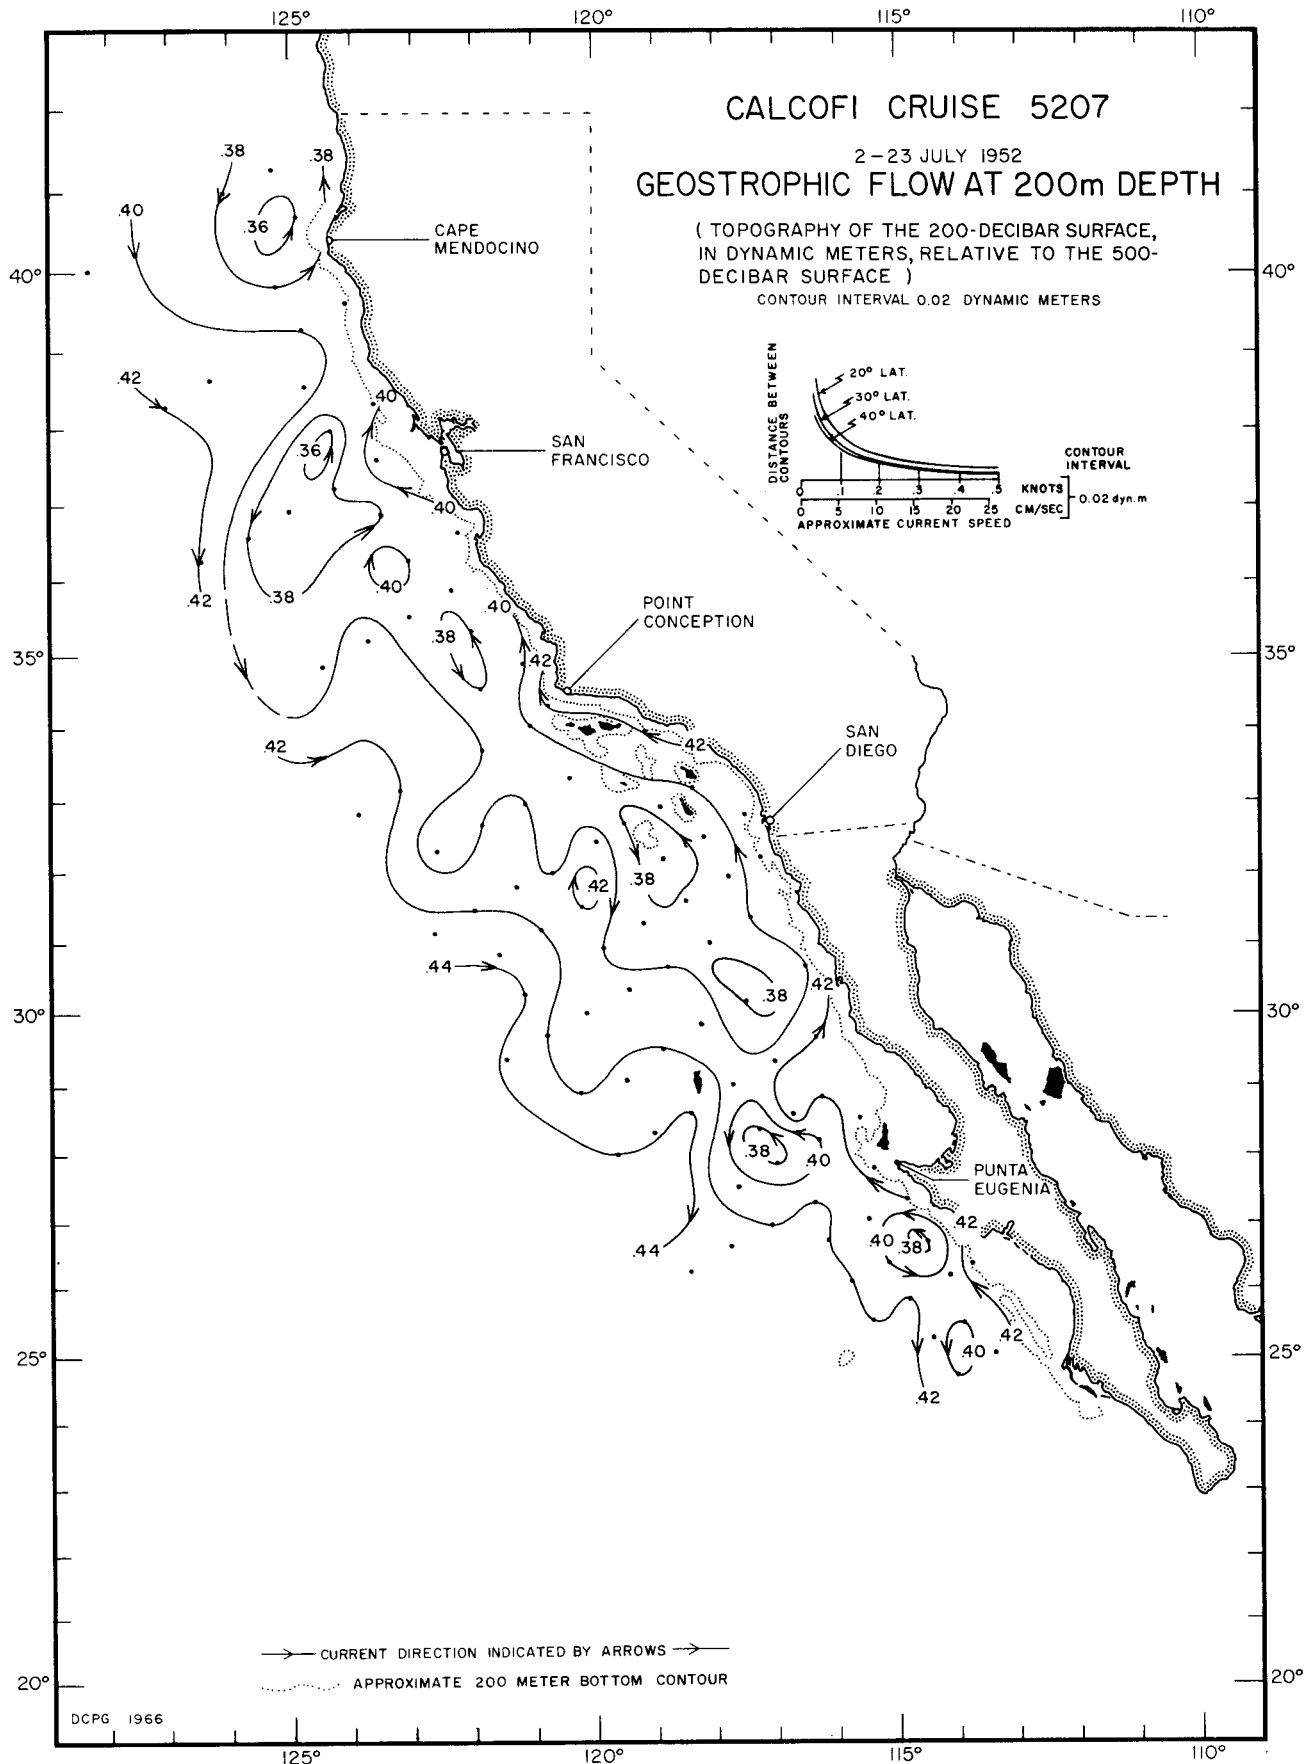 125° 120° 115° 110°
CALCOFI CRUISE 5207
2-23 JULY 1952
GEOSTROPHIC FLOW AT 200m DEPTH
( TOPOGRAPHY OF THE 200-DECIBAR SURFACE,
IN DYNAMIC METERS, RELATIVE TO THE 500-
DECIBAR SURFACE )
CONTOUR INTERVAL 0.02 DYNAMIC METERS
.38
.38
.40
.36
CAPE
MENDOCINO
40°
40°
DISTANCE BETWEEN
CONTOURS
20° LAT.
30° LAT.
40° LAT.
CONTOUR
INTERVAL
0 .1 .2 .3 .4 .5 KNOTS
0.02 dyn.m
0 5 10 15 20 25 CM/SEC
APPROXIMATE CURRENT SPEED
.42
.40
.36
SAN
FRANCISCO
.40
.42
.38
.40
.40
.38
POINT
CONCEPTION
35°
35°
.42
.42
.42
SAN
DIEGO
.42
.38
.44
.38
.42
30°
30°
.38
.40
PUNTA
EUGENIA
.42
.44
.40
.38
.42
.40
25°
25°
.42
CURRENT DIRECTION INDICATED BY ARROWS
APPROXIMATE 200 METER BOTTOM CONTOUR
20°
20°
DCPG 1966
125° 120° 115° 110°